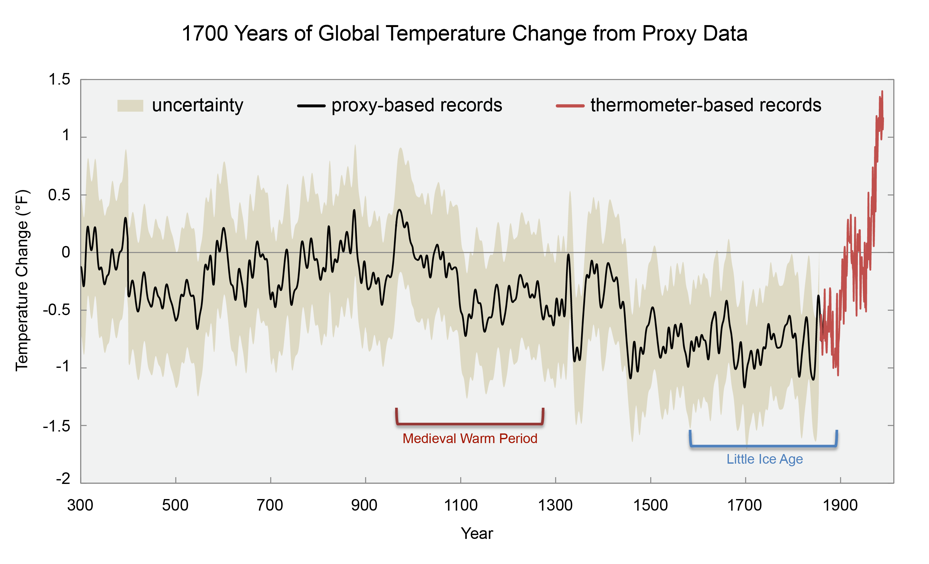 1700 Years of Global Temperature Change from Proxy Data
uncertainty
proxy-based records
thermometer-based records
Temperature Change (°F)
1.5
1
0.5
0
-0.5
-1
-1.5
-2
Medieval Warm Period
Little Ice Age
300
500
700
900
1100
1300
1500
1700
1900
Year